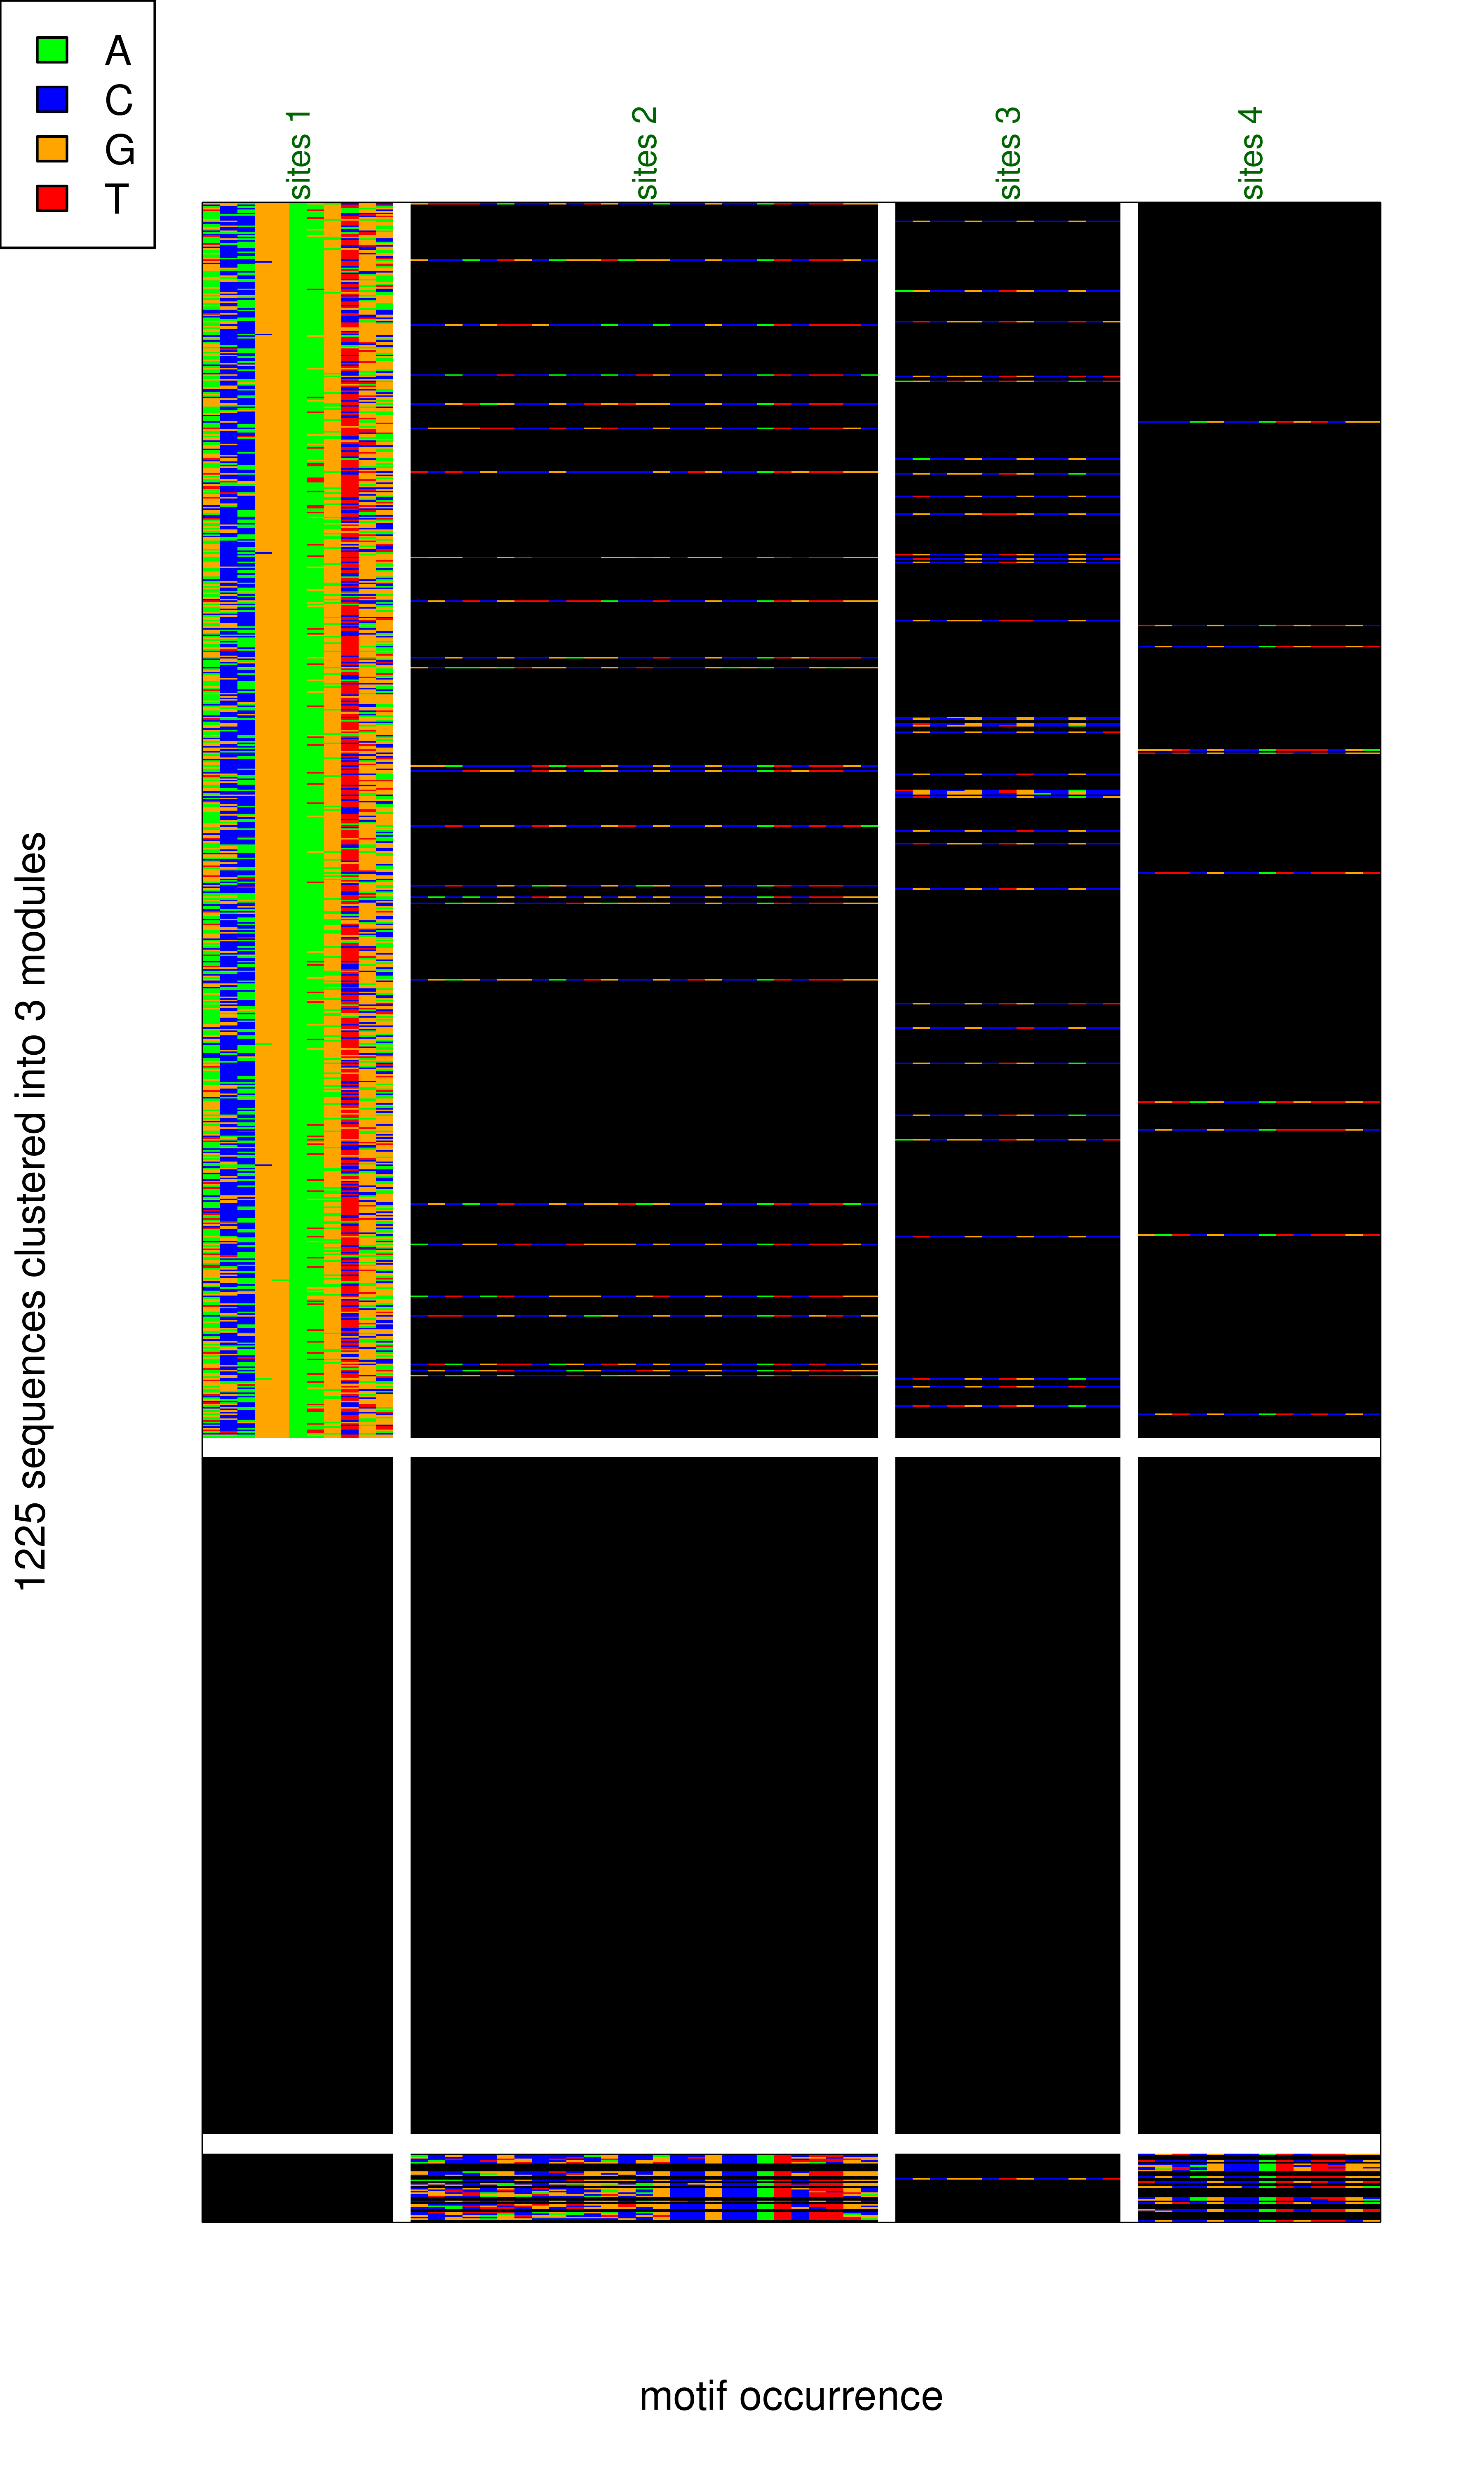 A
C
G
T
sites 1
sites 2
sites 3
sites 4
1225 sequences clustered into 3 modules
motif occurrence